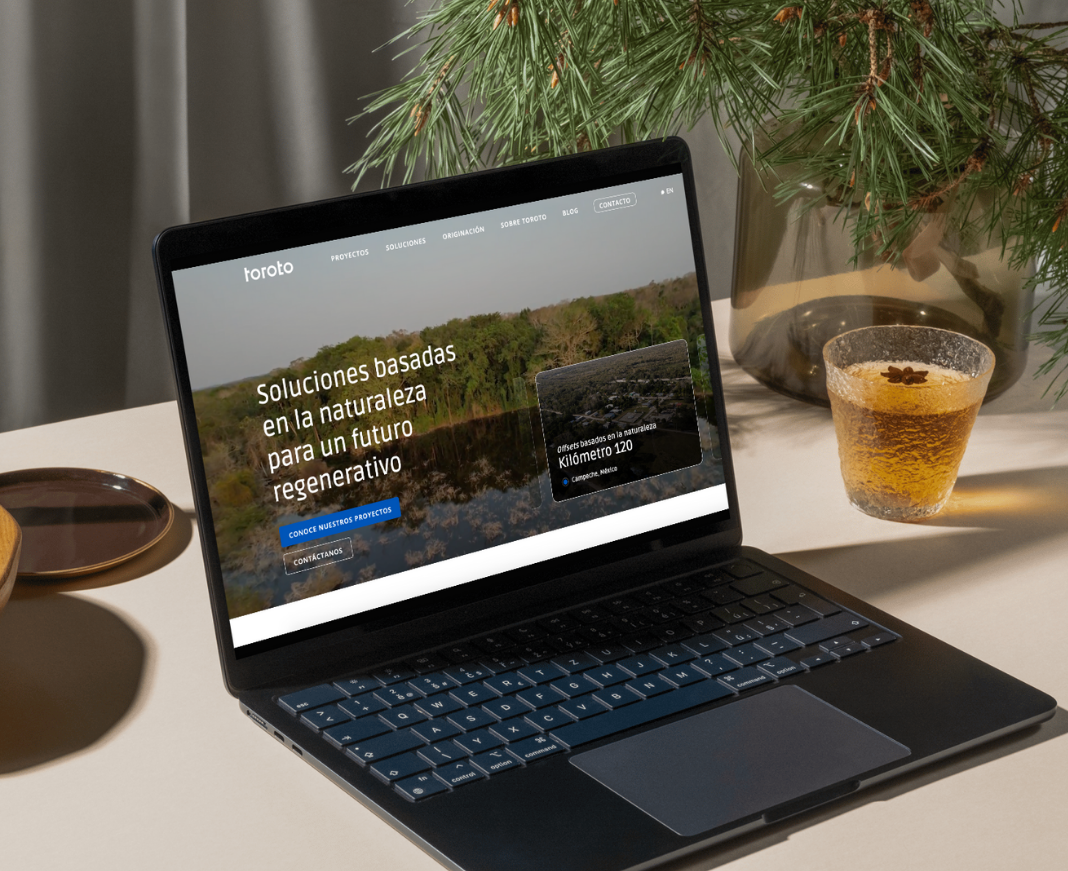 toroto
PROYECTOS
SOLUCIONES
ORIGINACIÓN
SOBRE TOROTO
BLOG
CONTACTO
EN
Soluciones basadas
en la naturaleza
para un futuro
regenerativo
CONOCE NUESTROS PROYECTOS
CONTÁCTANOS
Offsets basados en la naturaleza
Kilómetro 120
Campeche, México
esc
Q W E R T Z U I O P
A S D F G H J K L
Y X C V B N M
fn control option command
command option